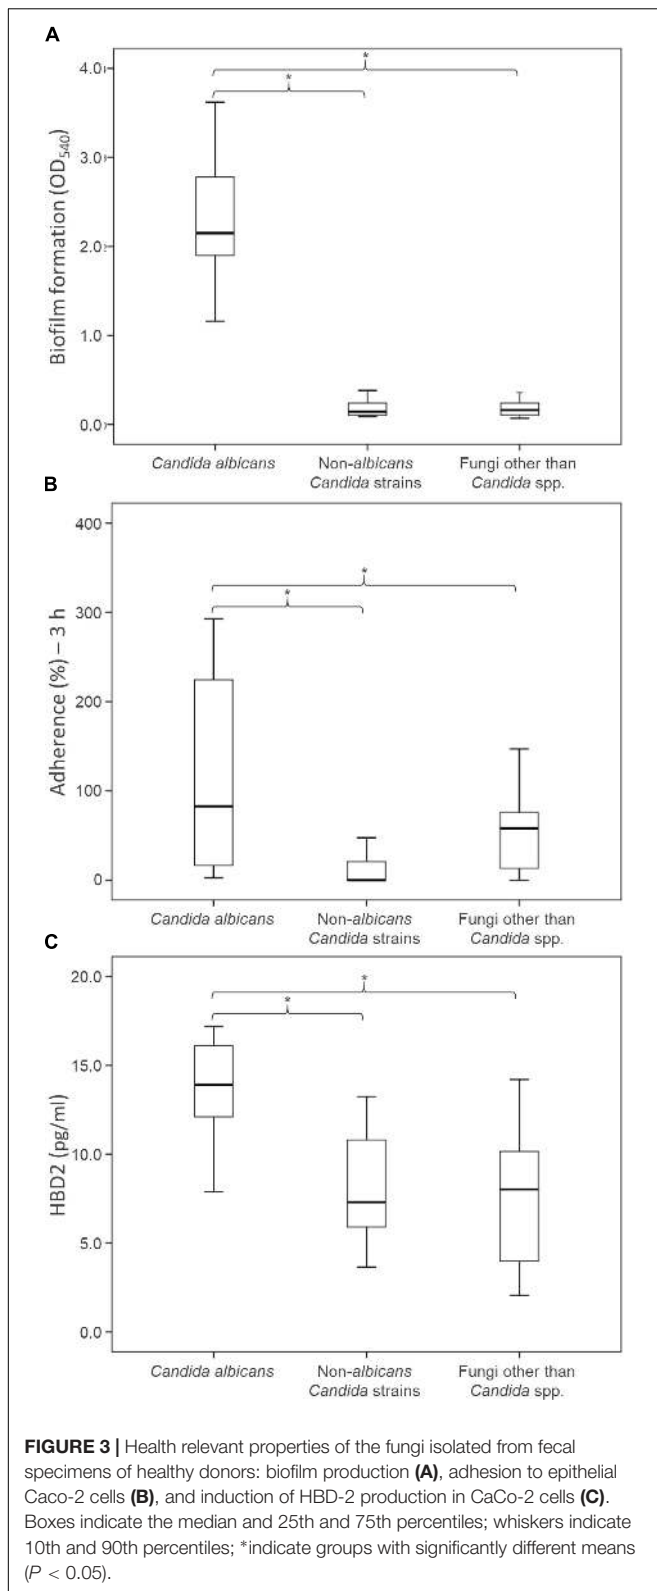 A
Biofilm formation (OD540)
4.0
3.0
2.0
1.0
0.0
*
*
Candida albicans
Non-albicans
Candida strains
Fungi other than
Candida spp.
B
Adherence (%) – 3 h
400
300
200
100
0
*
*
Candida albicans
Non-albicans
Candida strains
Fungi other than
Candida spp.
C
HBD2 (pg/ml)
20.0
15.0
10.0
5.0
0.0
*
*
Candida albicans
Non-albicans
Candida strains
Fungi other than
Candida spp.
FIGURE 3 | Health relevant properties of the fungi isolated from fecal
specimens of healthy donors: biofilm production (A), adhesion to epithelial
Caco-2 cells (B), and induction of HBD-2 production in CaCo-2 cells (C).
Boxes indicate the median and 25th and 75th percentiles; whiskers indicate
10th and 90th percentiles; *indicate groups with significantly different means
(P < 0.05).